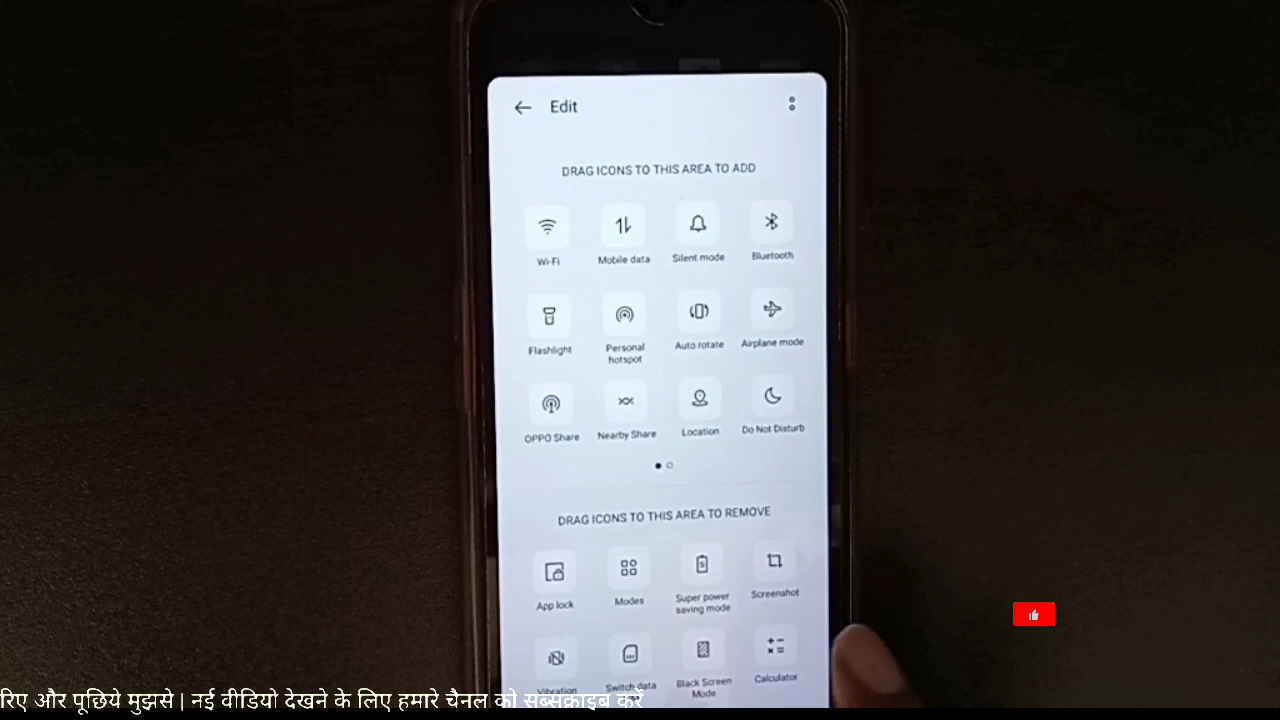 Edit
DRAG ICONS TO THIS AREA TO ADD
Wi-Fi
Mobile data
Silent mode
Bluetooth
Flashlight
Personal
hotspot
Auto rotate
Airplane mode
OPPO Share
Nearby Share
Location
Do Not Disturb
DRAG ICONS TO THIS AREA TO REMOVE
App lock
Modes
Super power
saving mode
Screenshot
Vibration
Switch data
Black Screen
Mode
Calculator
रिए और पूछिये मुझसे | नई वीडियो देखने के लिए हमारे चैनल को सब्सक्राइब करें